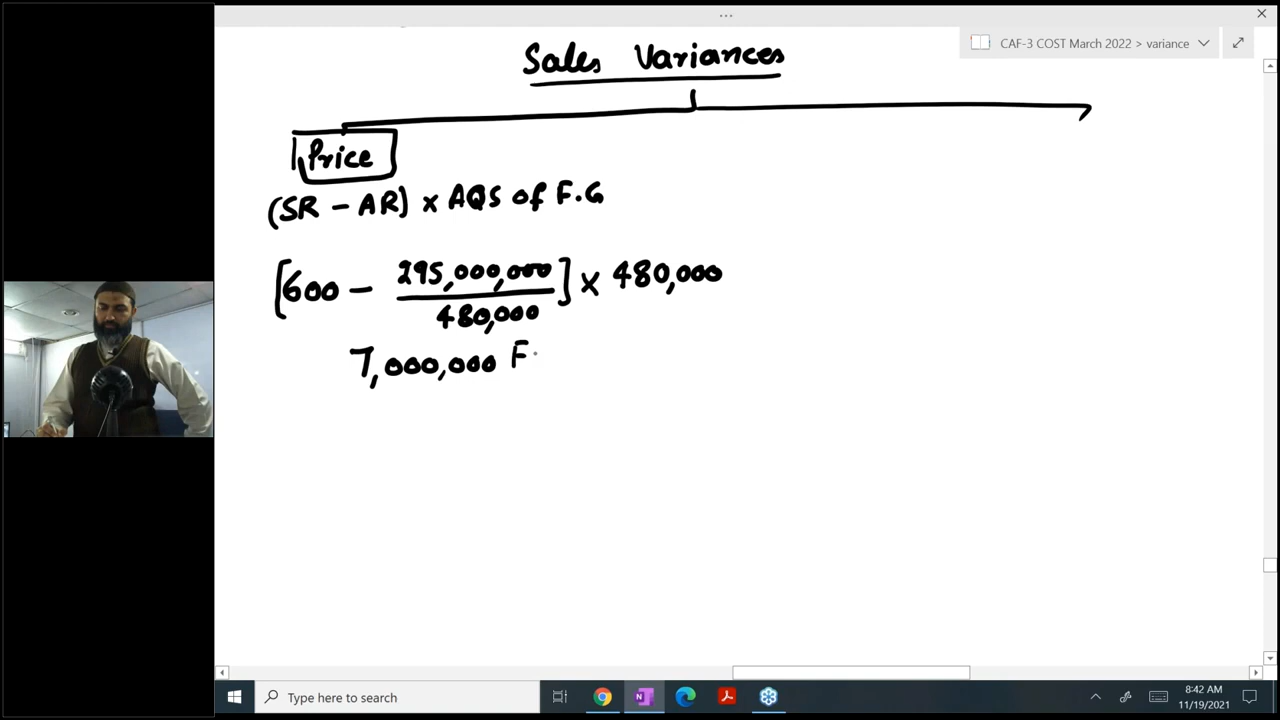 CAF-3 COST March 2022 > variance
Sales Variances
Price
(SR - AR) x AQS of F.G
[600 - 295,000,000 / 480,000] x 480,000
7,000,000 F
Type here to search
8:42 AM
11/19/2021